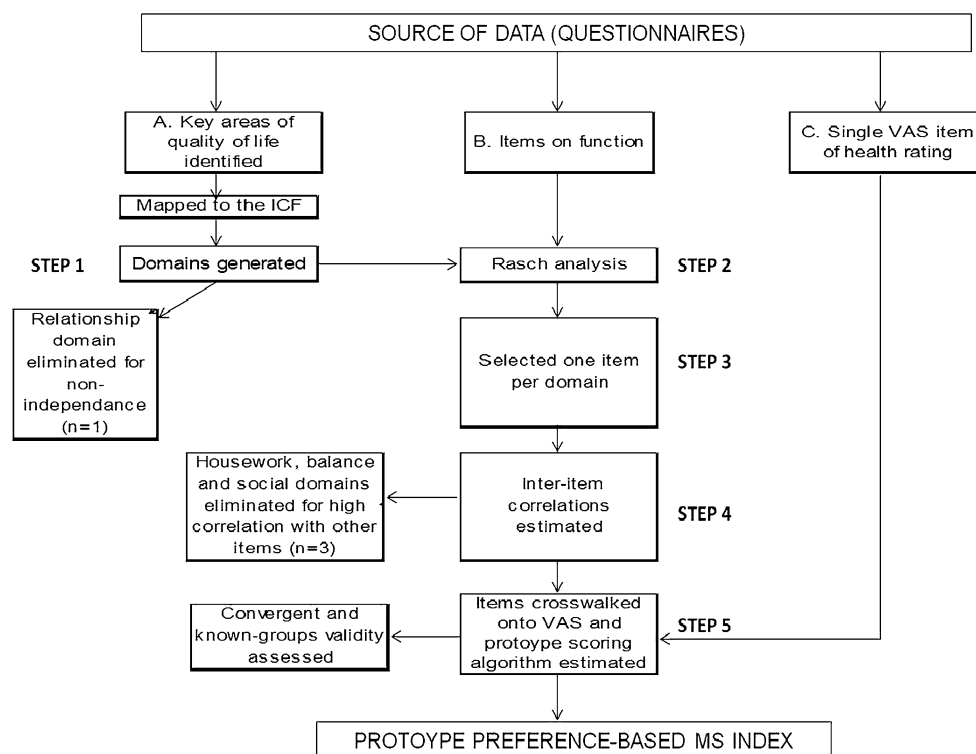 SOURCE OF DATA (QUESTIONNAIRES)
A. Key areas of
quality of life
identified
B. Items on function
C. Single VAS item
of health rating
Mapped to the ICF
STEP 1
Domains generated
Rasch analysis
STEP 2
Relationship
domain
eliminated for
non-
independance
(n=1)
Selected one item
per domain
STEP 3
Housework, balance
and social domains
eliminated for high
correlation with other
items (n=3)
Inter-item
correlations
estimated
STEP 4
Convergent and
known-groups validity
assessed
Items crosswalked
onto VAS and
protoype scoring
algorithm estimated
STEP 5
PROTOYPE PREFERENCE-BASED MS INDEX